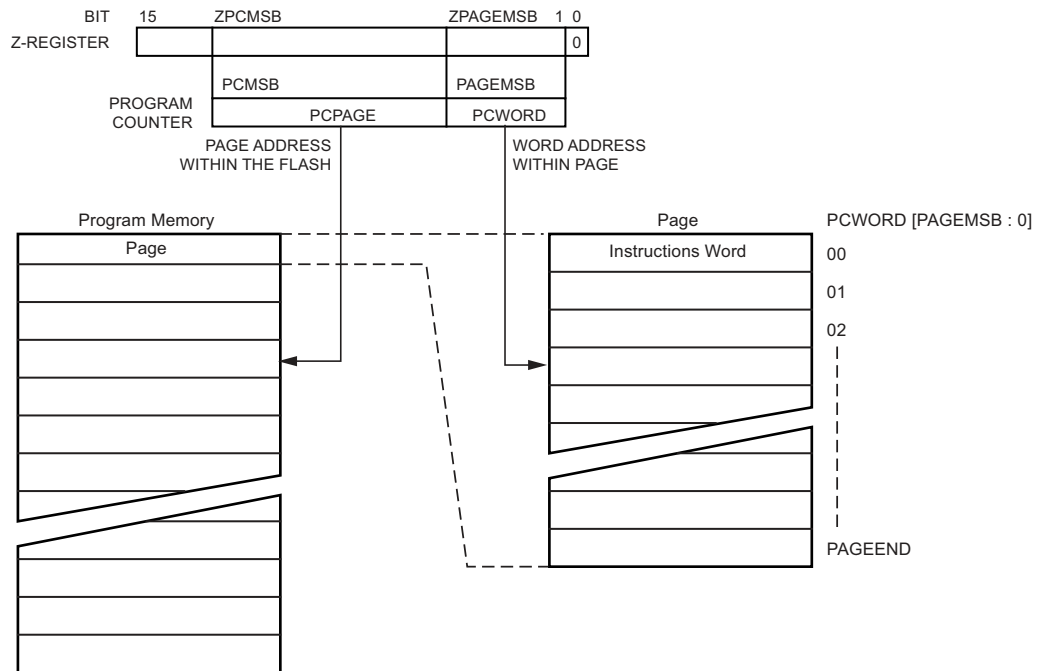 BIT 15 ZPCMSB ZPAGEMSB 1 0
Z-REGISTER 0
PCMSB PAGEMSB
PROGRAM
COUNTER
PCPAGE PCWORD
PAGE ADDRESS
WITHIN THE FLASH
WORD ADDRESS
WITHIN PAGE
Program Memory
Page
Page
PCWORD [PAGEMSB : 0]
Instructions Word
00
01
02
PAGEEND